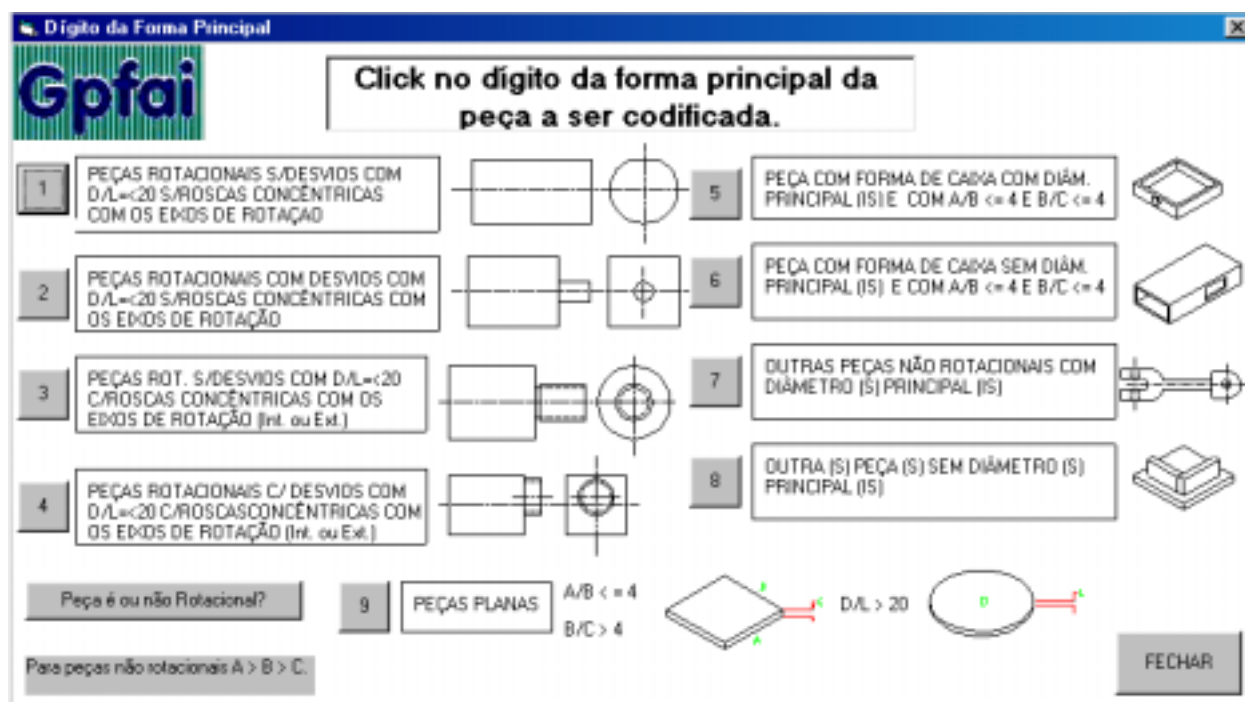 Dígito da Forma Principal
Gpfai
Click no dígito da forma principal da
peça a ser codificada.
1
PEÇAS ROTACIONAIS S/DESVIOS COM
D/L=<20 S/ROSCAS CONCÊNTRICAS
COM OS EIXOS DE ROTAÇAO
2
PEÇAS ROTACIONAIS COM DESVIOS COM
D/L=<20 S/ROSCAS CONCÊNTRICAS COM
OS EIXOS DE ROTAÇÃO
3
PEÇAS ROT. S/DESVIOS COM D/L=<20
C/ROSCAS CONCÊNTRICAS COM OS
EIXOS DE ROTAÇÃO (Int. ou Ext.)
4
PEÇAS ROTACIONAIS C/ DESVIOS COM
D/L=<20 C/ROSCASCONCÊNTRICAS COM
OS EIXOS DE ROTAÇÃO (Int. ou Ext.)
5
PEÇA COM FORMA DE CAIXA COM DIÂM.
PRINCIPAL (IS) E COM A/B <= 4 E B/C <= 4
6
PEÇA COM FORMA DE CAIXA SEM DIÂM.
PRINCIPAL (IS) E COM A/B <= 4 E B/C <= 4
7
OUTRAS PEÇAS NÃO ROTACIONAIS COM
DIÂMETRO (S) PRINCIPAL (IS)
8
OUTRA (S) PEÇA (S) SEM DIÂMETRO (S)
PRINCIPAL (IS)
Peça é ou não Rotacional?
9
PEÇAS PLANAS
A/B < = 4
B/C > 4
B
C
A
D/L > 20
D
L
Para peças não rotacionais A > B > C.
FECHAR